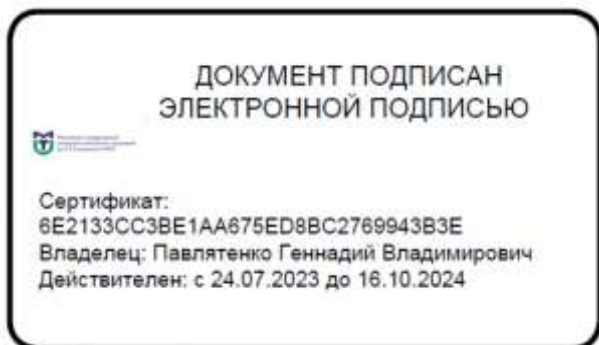 ДОКУМЕНТ ПОДПИСАН
ЭЛЕКТРОННОЙ ПОДПИСЬЮ
Сертификат:
6E2133CC3BE1AA675ED8BC2769943B3E
Владелец: Павлятенко Геннадий Владимирович
Действителен: с 24.07.2023 до 16.10.2024